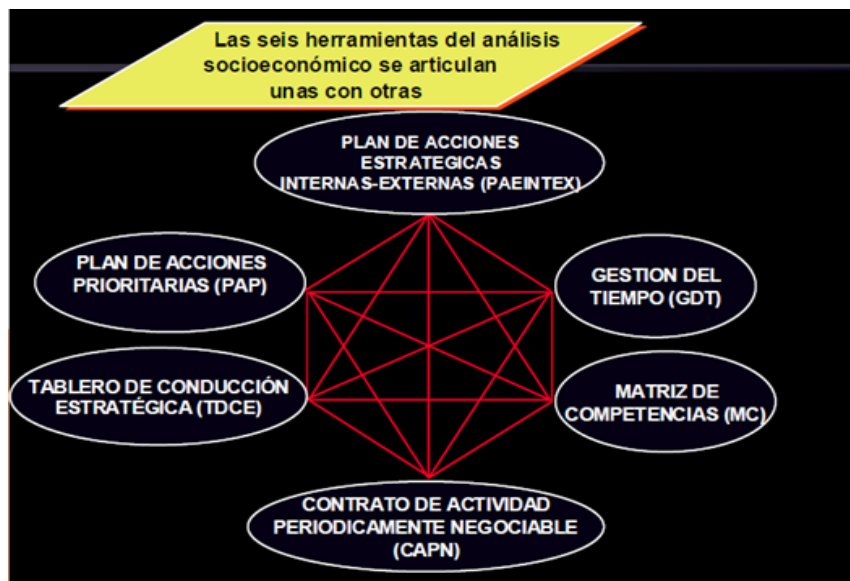 Las seis herramientas del análisis
socioeconómico se articulan
unas con otras
PLAN DE ACCIONES
ESTRATEGICAS
INTERNAS-EXTERNAS (PAEINTEX)
PLAN DE ACCIONES
PRIORITARIAS (PAP)
GESTION DEL
TIEMPO (GDT)
TABLERO DE CONDUCCIÓN
ESTRATÉGICA (TDCE)
MATRIZ DE
COMPETENCIAS (MC)
CONTRATO DE ACTIVIDAD
PERIODICAMENTE NEGOCIABLE
(CAPN)